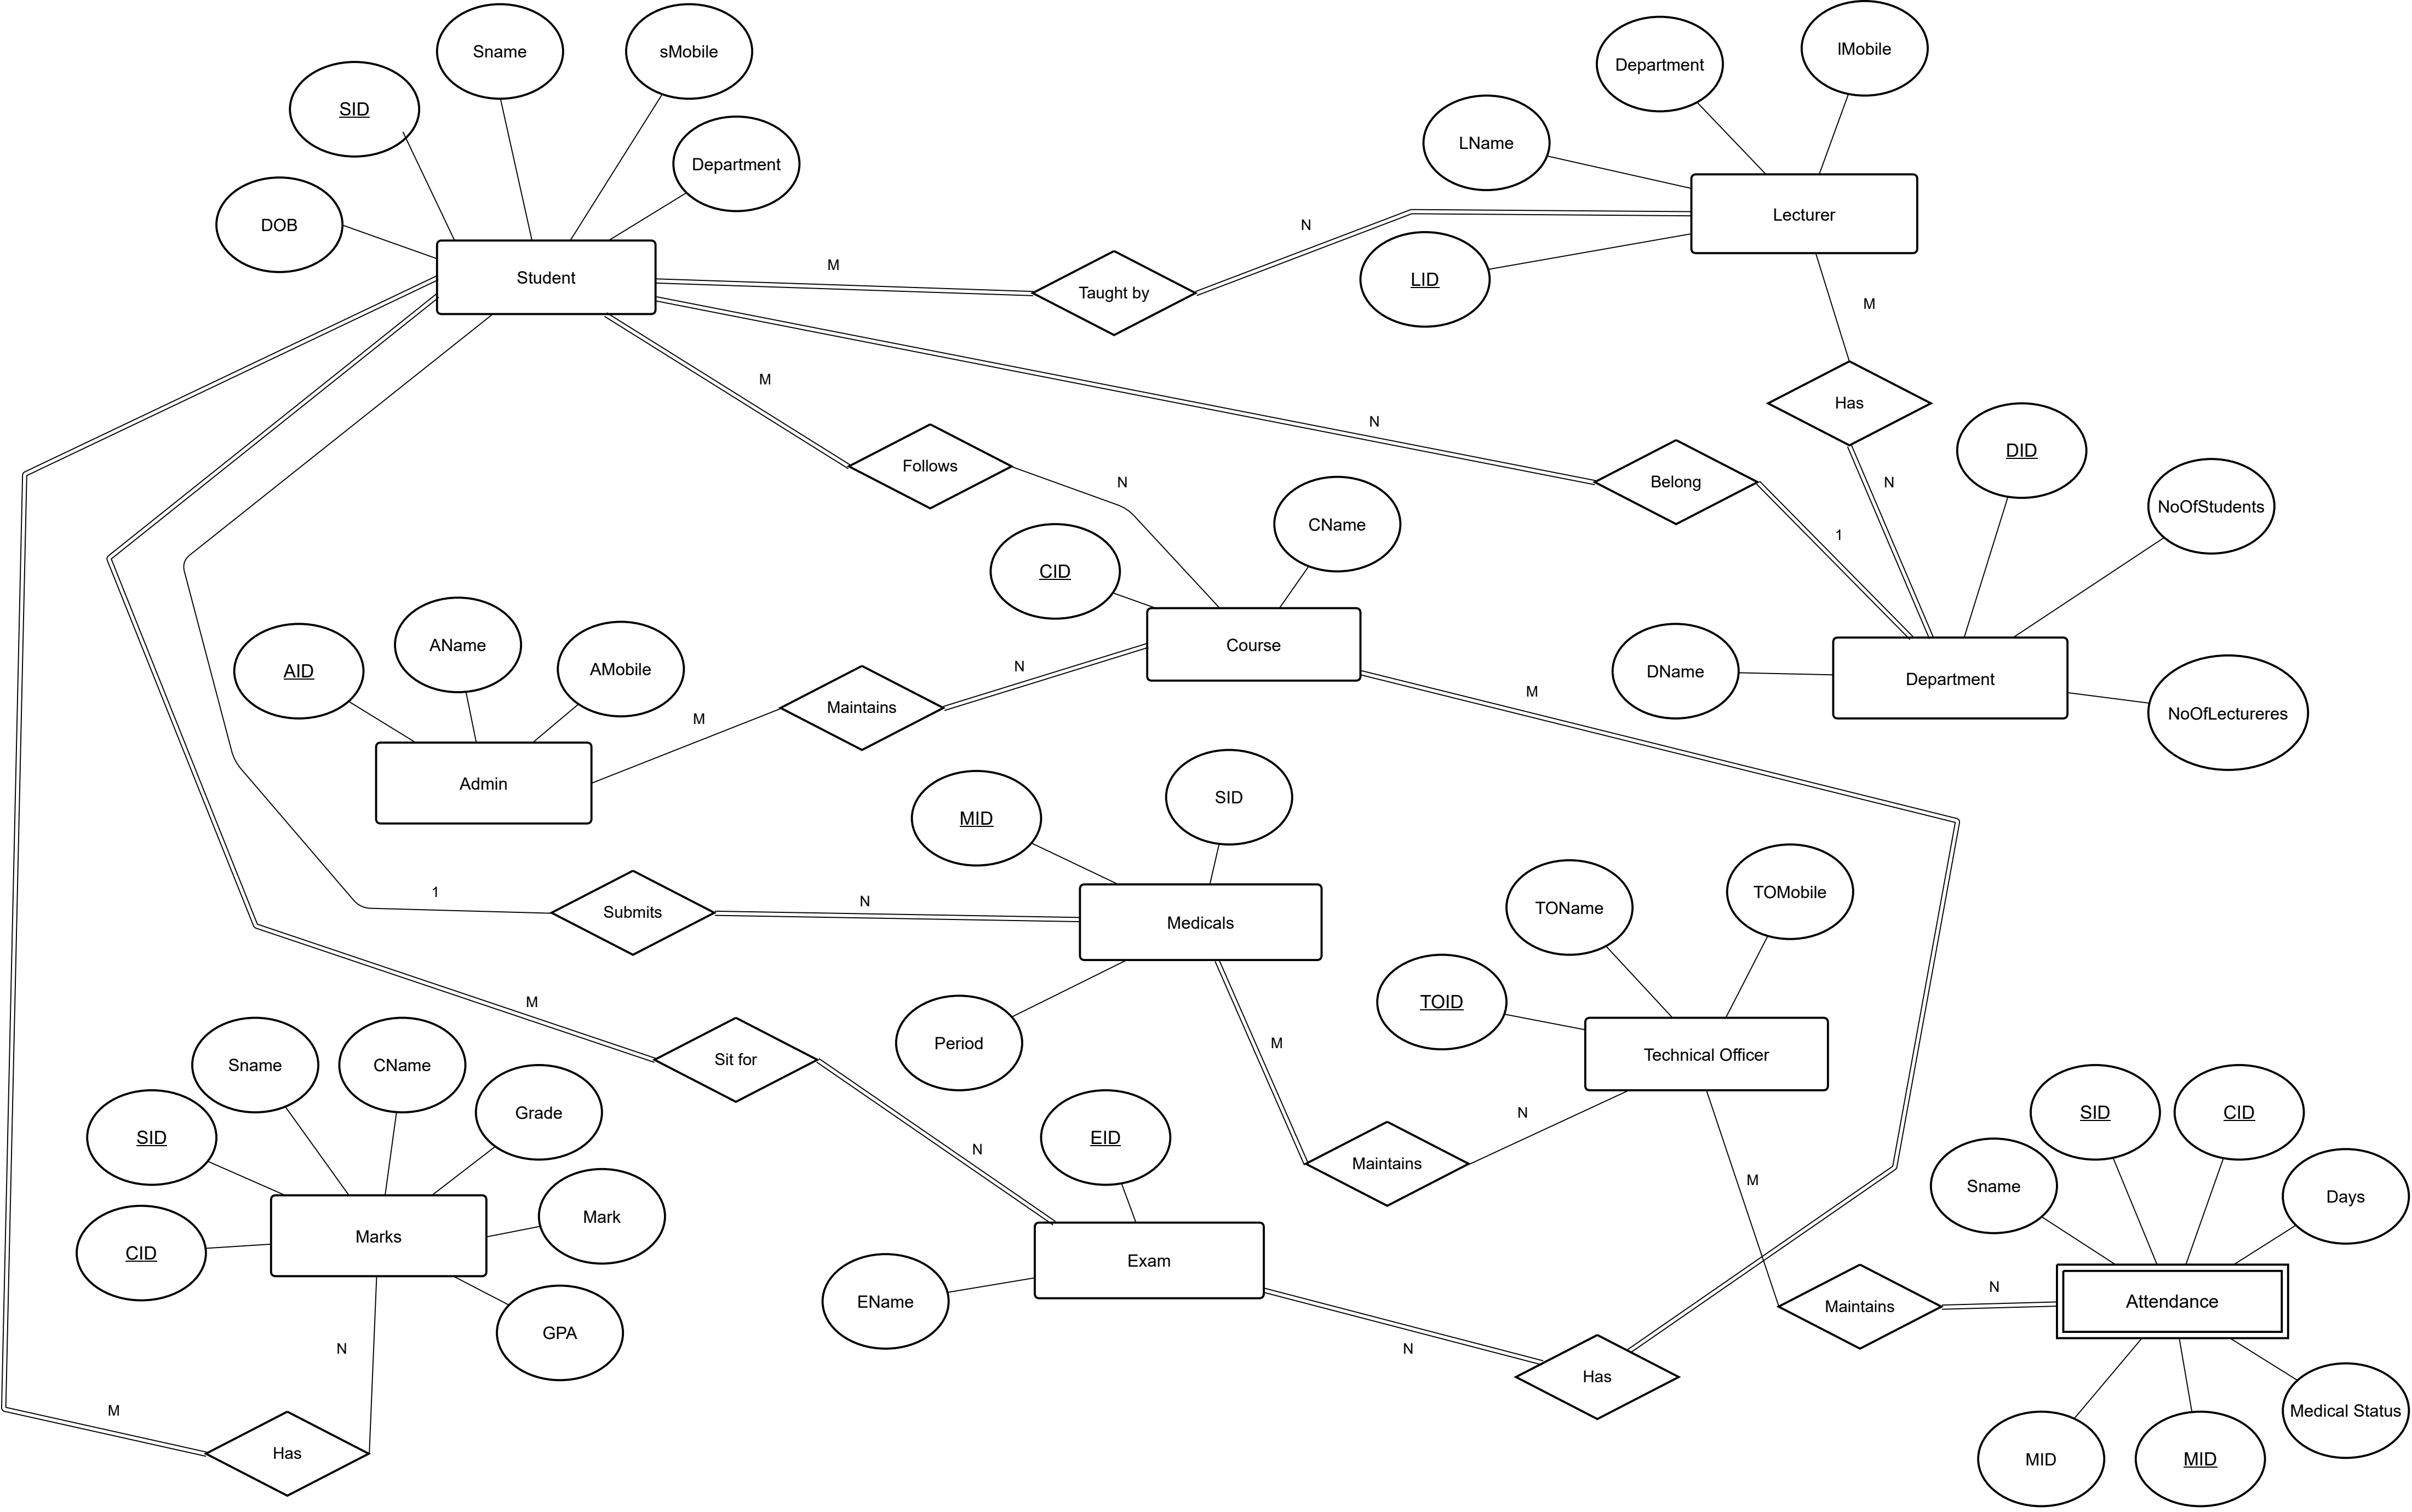 Sname
sMobile
SID
Department
DOB
Student
Department
lMobile
LName
Lecturer
LID
N
M
Taught by
M
Has
M
N
Follows
N
Belong
N
1
DID
NoOfStudents
CName
CID
Course
AID
AName
AMobile
N
Maintains
M
Admin
M
DName
Department
NoOfLectureres
MID
SID
1
Submits
N
Medicals
Period
TOName
TOMobile
TOID
Technical Officer
M
Sit for
N
M
Maintains
N
Sname
CName
Grade
SID
Mark
CID
Marks
GPA
EID
Exam
EName
N
Has
M
Maintains
N
SID
CID
Sname
Days
Attendance
MID
MID
Medical Status
N
M
Has